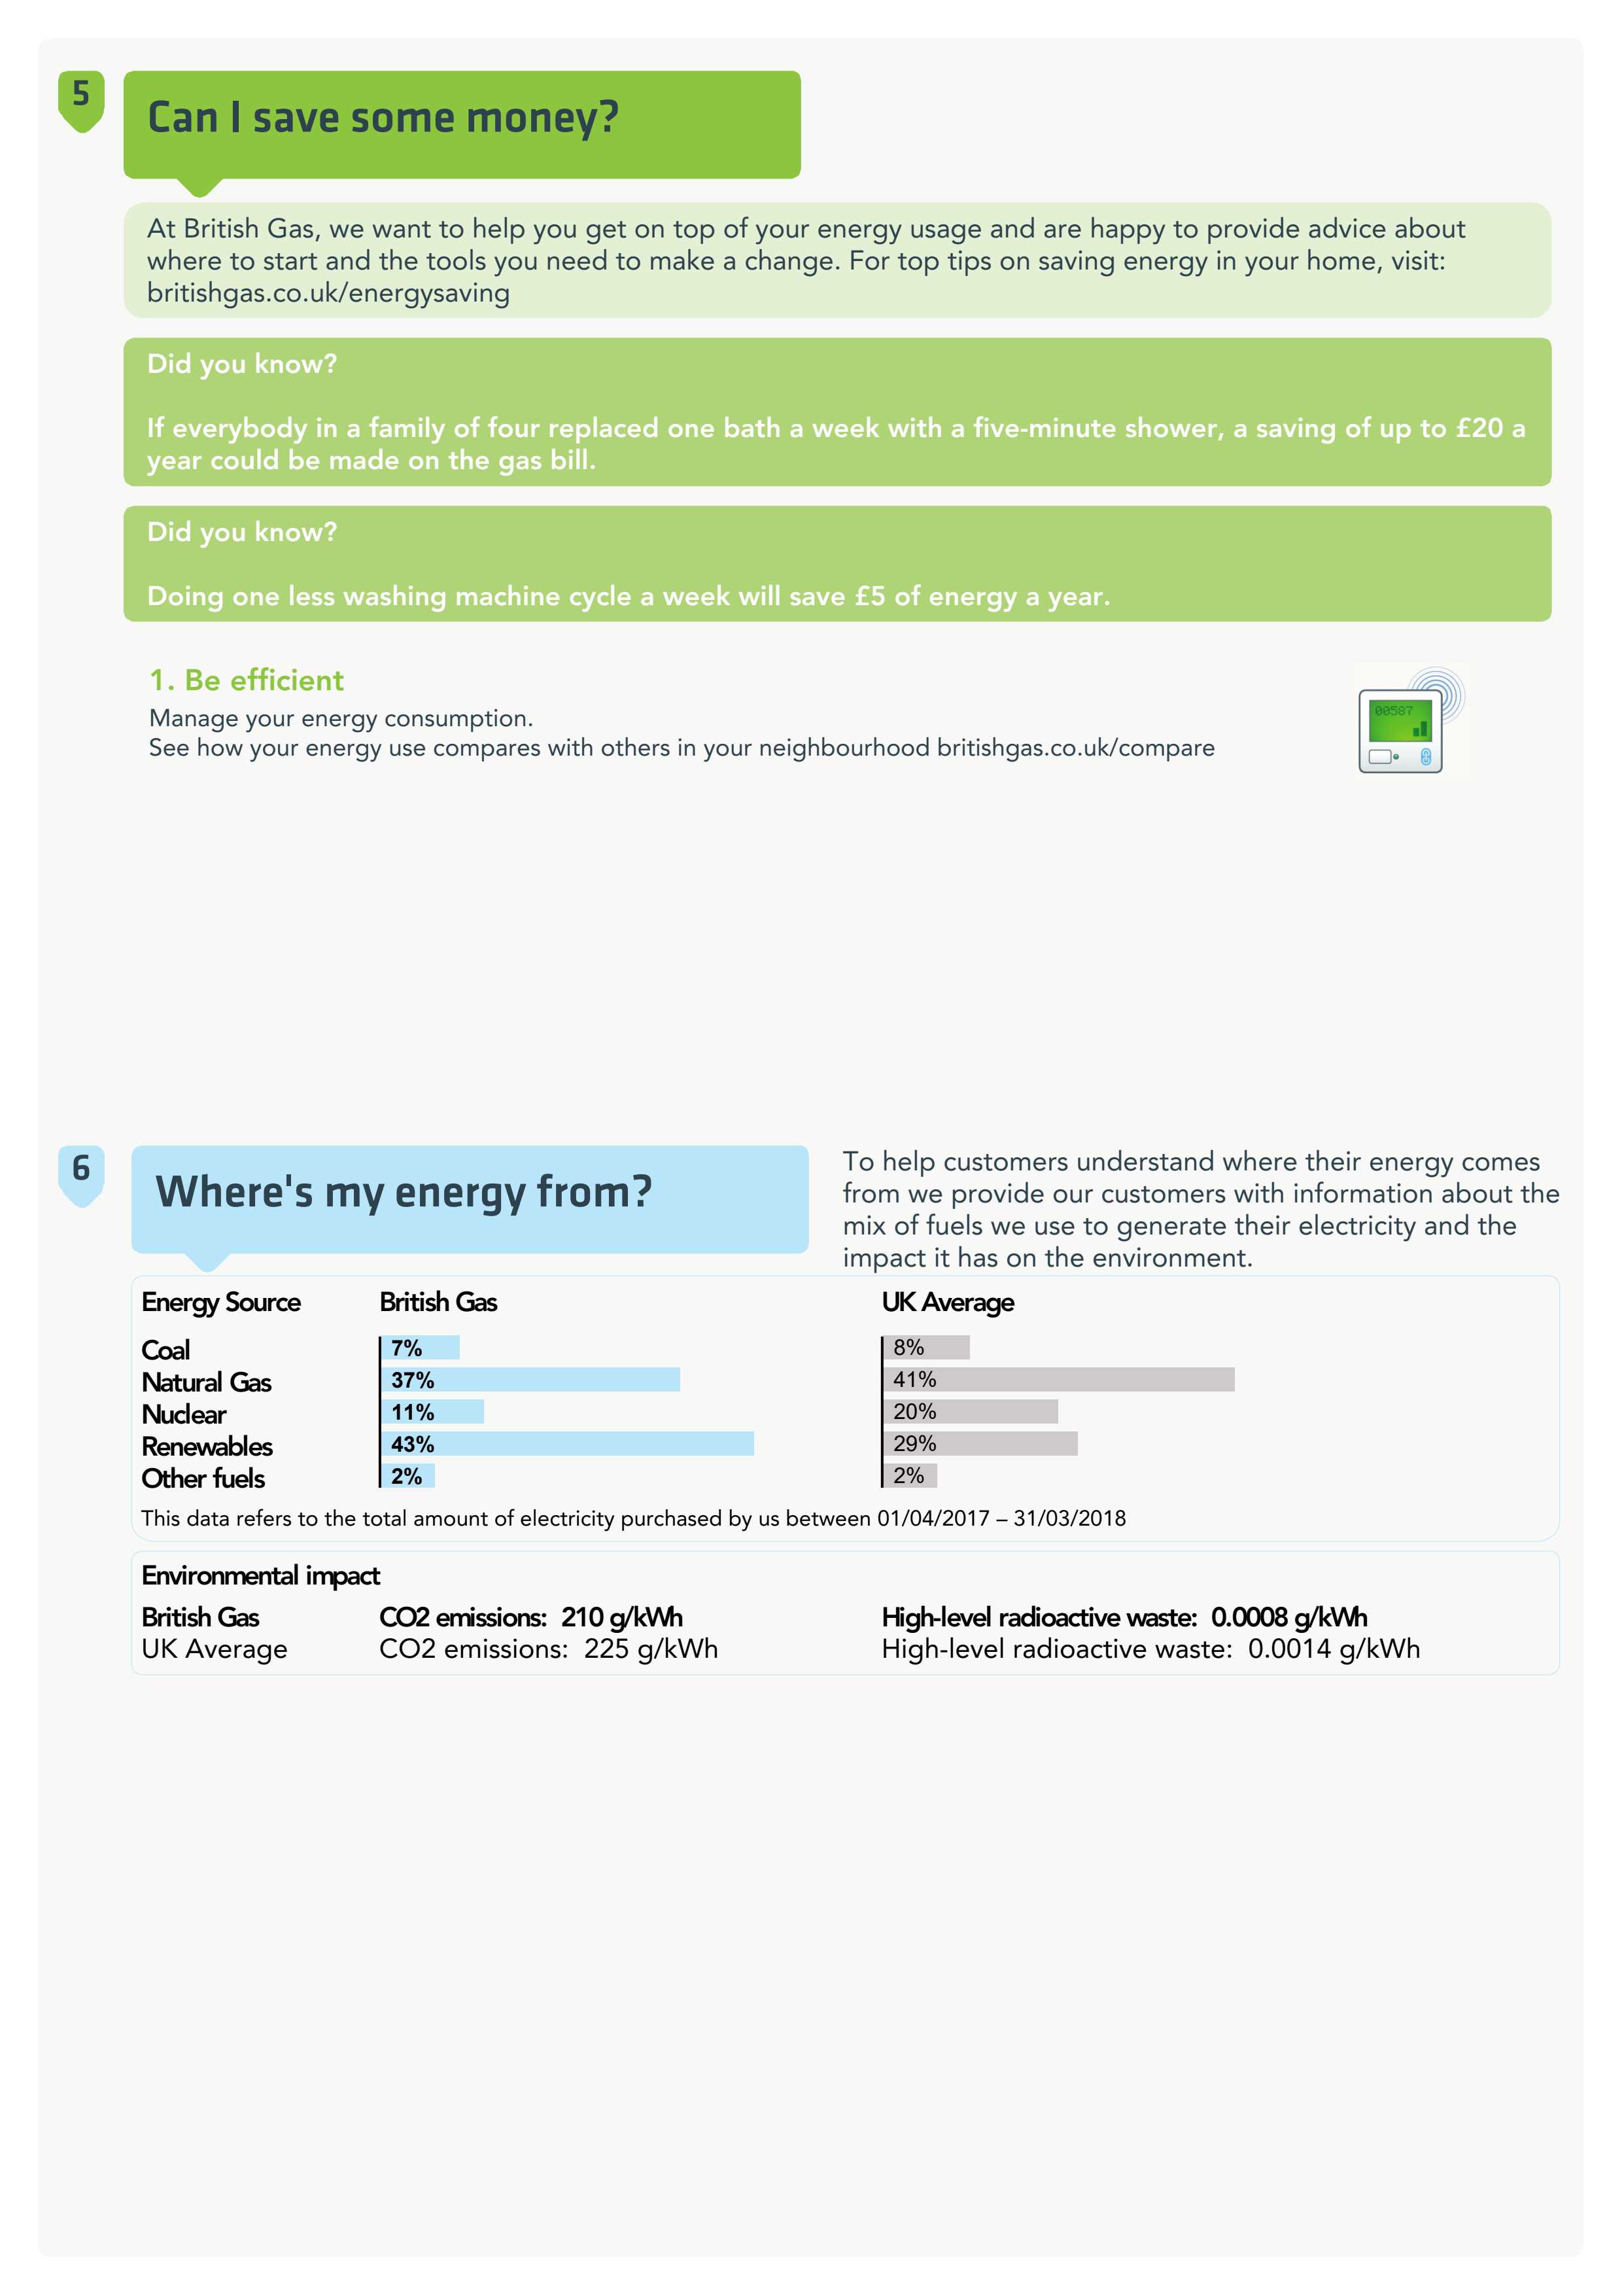 5
Can I save some money?
At British Gas, we want to help you get on top of your energy usage and are happy to provide advice about
where to start and the tools you need to make a change. For top tips on saving energy in your home, visit:
britishgas.co.uk/energysaving
Did you know?
If everybody in a family of four replaced one bath a week with a five-minute shower, a saving of up to £20 a
year could be made on the gas bill.
Did you know?
Doing one less washing machine cycle a week will save £5 of energy a year.
1. Be efficient
Manage your energy consumption.
See how your energy use compares with others in your neighbourhood britishgas.co.uk/compare
00587
6
Where's my energy from?
To help customers understand where their energy comes
from we provide our customers with information about the
mix of fuels we use to generate their electricity and the
impact it has on the environment.
Energy Source British Gas UK Average
Coal 7% 8%
Natural Gas 37% 41%
Nuclear 11% 20%
Renewables 43% 29%
Other fuels 2% 2%
This data refers to the total amount of electricity purchased by us between 01/04/2017 – 31/03/2018
Environmental impact
British Gas CO2 emissions: 210 g/kWh High-level radioactive waste: 0.0008 g/kWh
UK Average CO2 emissions: 225 g/kWh High-level radioactive waste: 0.0014 g/kWh